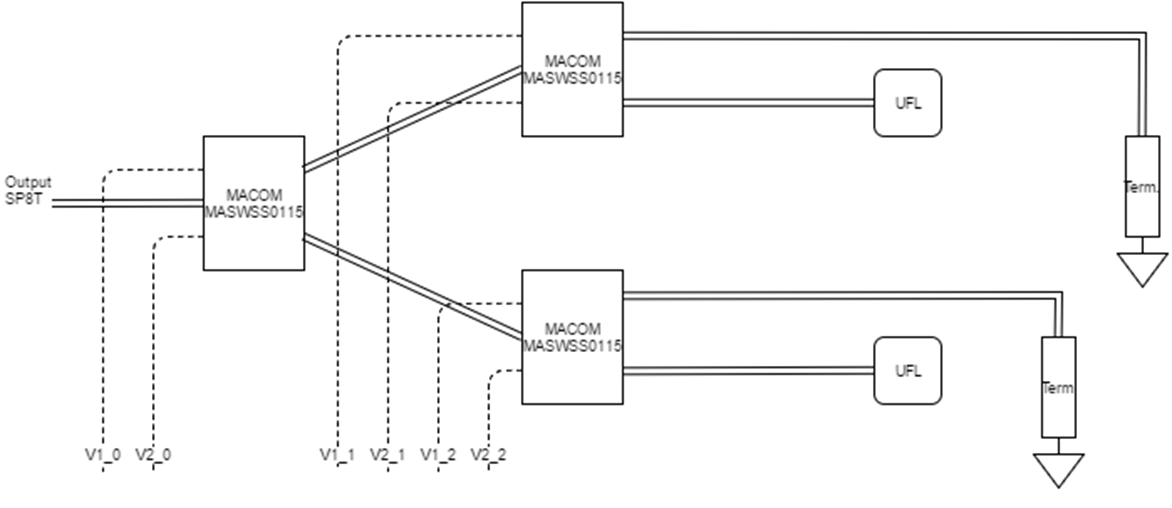 MACOM
MASWSS0115
UFL
Output
SP8T
MACOM
MASWSS0115
Term.
MACOM
MASWSS0115
UFL
Term
V1_0
V2_0
V1_1
V2_1
V1_2
V2_2